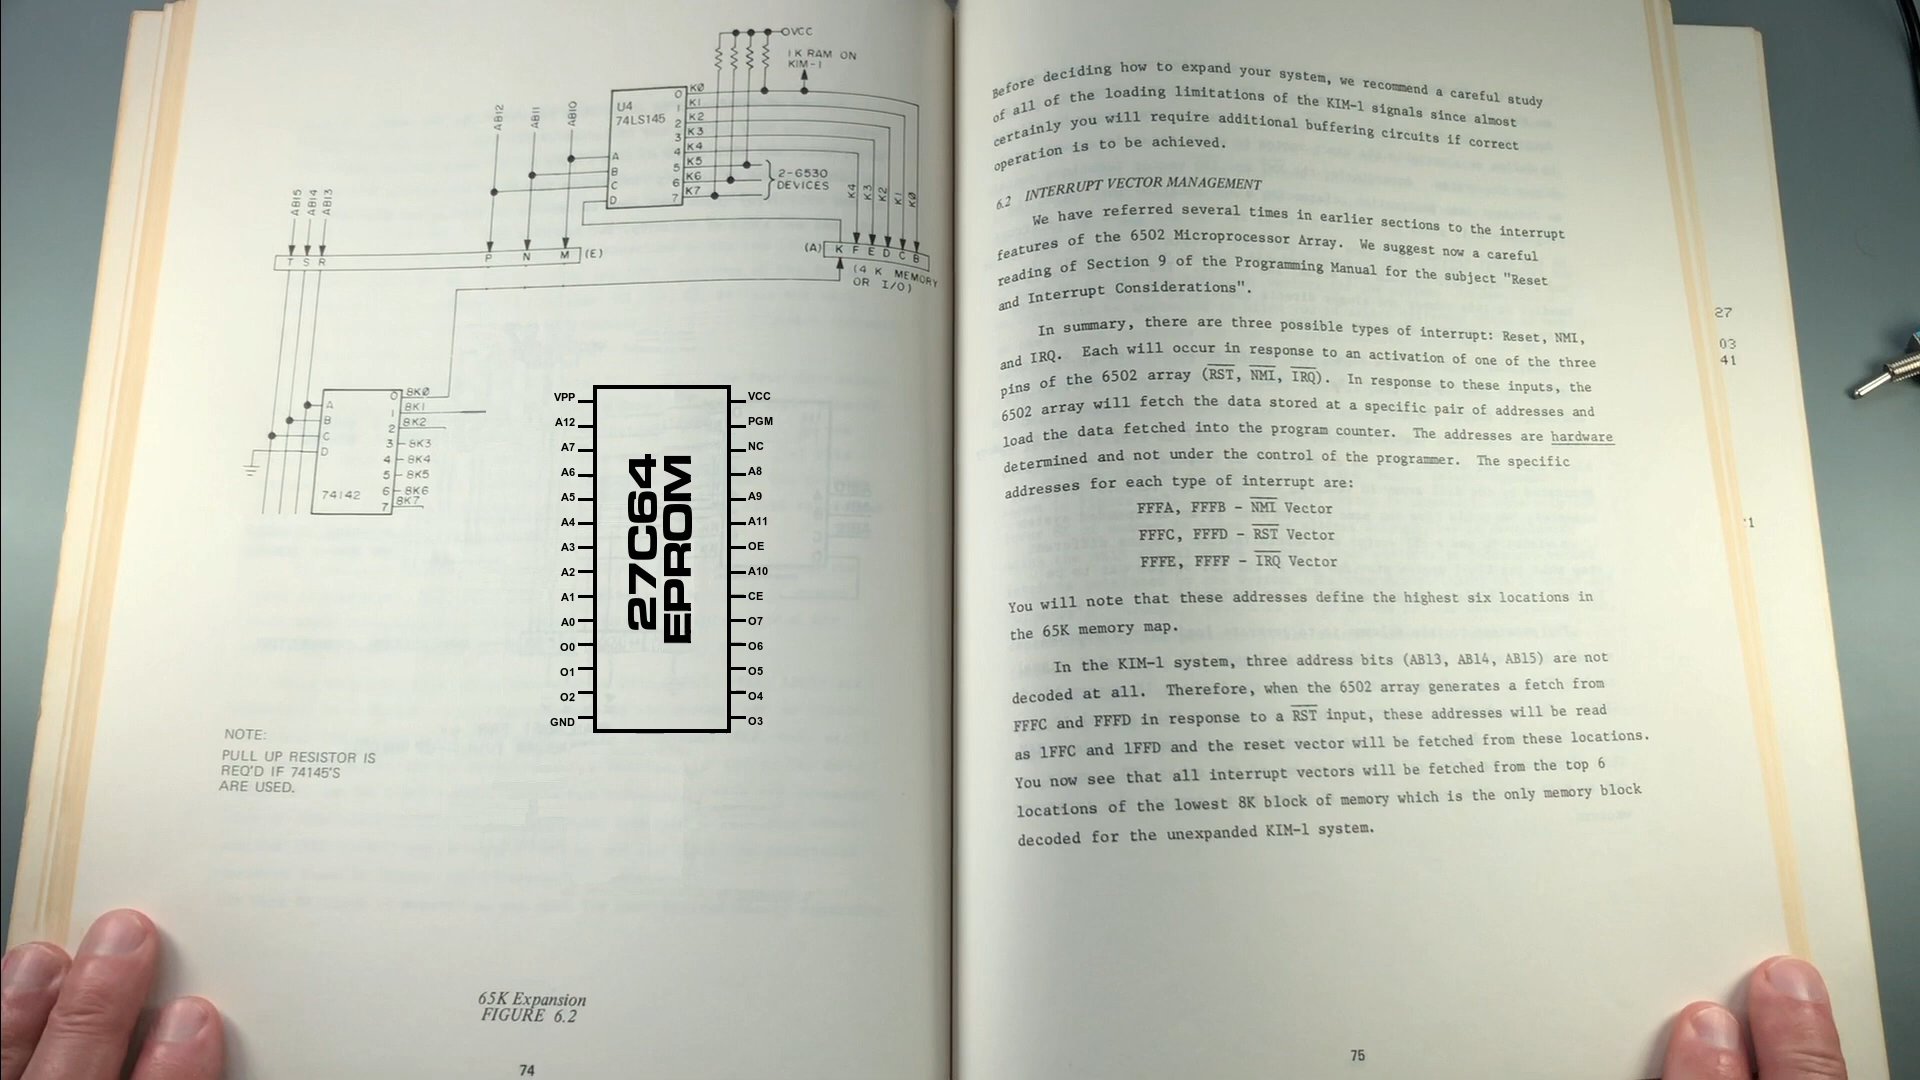 OVCC
1K RAM ON
KIM-1
AB12
AB11
AB10
U4
74LS145
0 K0
1 K1
2 K2
3 K3
4 K4
5 K5
6 K6
7 K7
A
B
C
D
2-6530
DEVICES
K4
K3
K2
K1
K0
AB15
AB14
AB13
T S R
P N M (E)
(A) K F E D C B
(4 K MEMORY
OR I/O)
A
B
C
D
74142
0 8K0
1 8K1
2 8K2
3 8K3
4 8K4
5 8K5
6 8K6
7 8K7
VPP
A12
A7
A6
A5
A4
A3
A2
A1
A0
O0
O1
O2
GND
27C64
EPROM
VCC
PGM
NC
A8
A9
A11
OE
A10
CE
O7
O6
O5
O4
O3
NOTE:
PULL UP RESISTOR IS
REQ'D IF 74145'S
ARE USED.
65K Expansion
FIGURE 6.2
74
Before deciding how to expand your system, we recommend a careful study
of all of the loading limitations of the KIM-1 signals since almost
certainly you will require additional buffering circuits if correct
operation is to be achieved.
6.2 INTERRUPT VECTOR MANAGEMENT
We have referred several times in earlier sections to the interrupt
features of the 6502 Microprocessor Array. We suggest now a careful
reading of Section 9 of the Programming Manual for the subject "Reset
and Interrupt Considerations".
In summary, there are three possible types of interrupt: Reset, NMI,
and IRQ. Each will occur in response to an activation of one of the three
pins of the 6502 array (RST, NMI, IRQ). In response to these inputs, the
6502 array will fetch the data stored at a specific pair of addresses and
load the data fetched into the program counter. The addresses are hardware
determined and not under the control of the programmer. The specific
addresses for each type of interrupt are:
FFFA, FFFB - NMI Vector
FFFC, FFFD - RST Vector
FFFE, FFFF - IRQ Vector
You will note that these addresses define the highest six locations in
the 65K memory map.
In the KIM-1 system, three address bits (AB13, AB14, AB15) are not
decoded at all. Therefore, when the 6502 array generates a fetch from
FFFC and FFFD in response to a RST input, these addresses will be read
as 1FFC and 1FFD and the reset vector will be fetched from these locations.
You now see that all interrupt vectors will be fetched from the top 6
locations of the lowest 8K block of memory which is the only memory block
decoded for the unexpanded KIM-1 system.
75
27
03
41